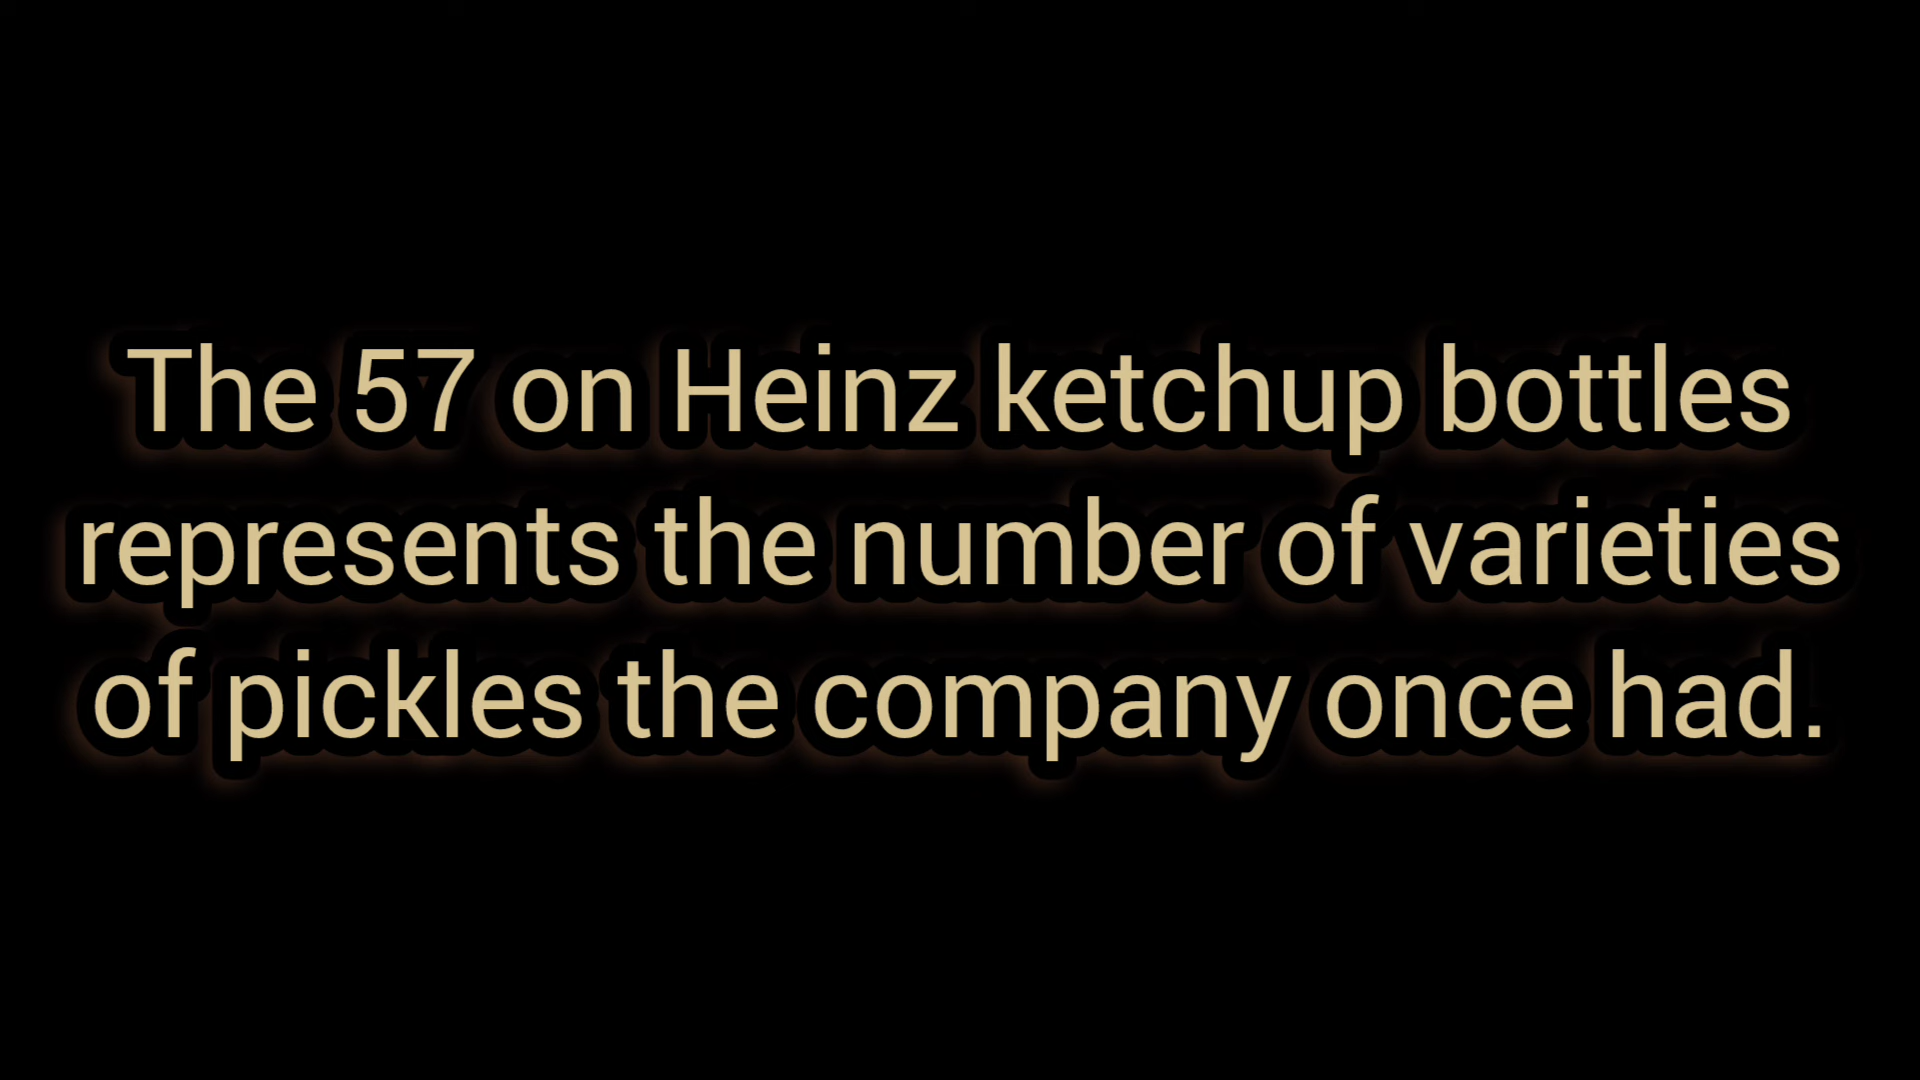 The 57 on Heinz ketchup bottles
represents the number of varieties
of pickles the company once had.